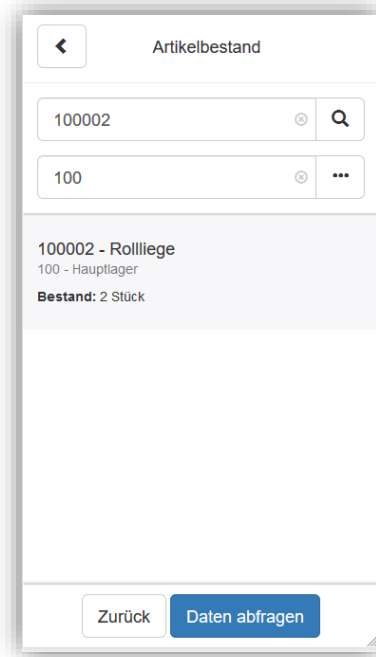 Artikelbestand
100002
100
100002 - Rollliege
100 - Hauptlager
Bestand: 2 Stück
Zurück Daten abfragen